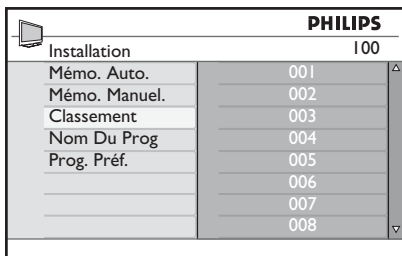 PHILIPS
Installation 100
Mémo. Auto. 001
Mémo. Manuel. 002
Classement 003
Nom Du Prog 004
Prog. Préf. 005
006
007
008